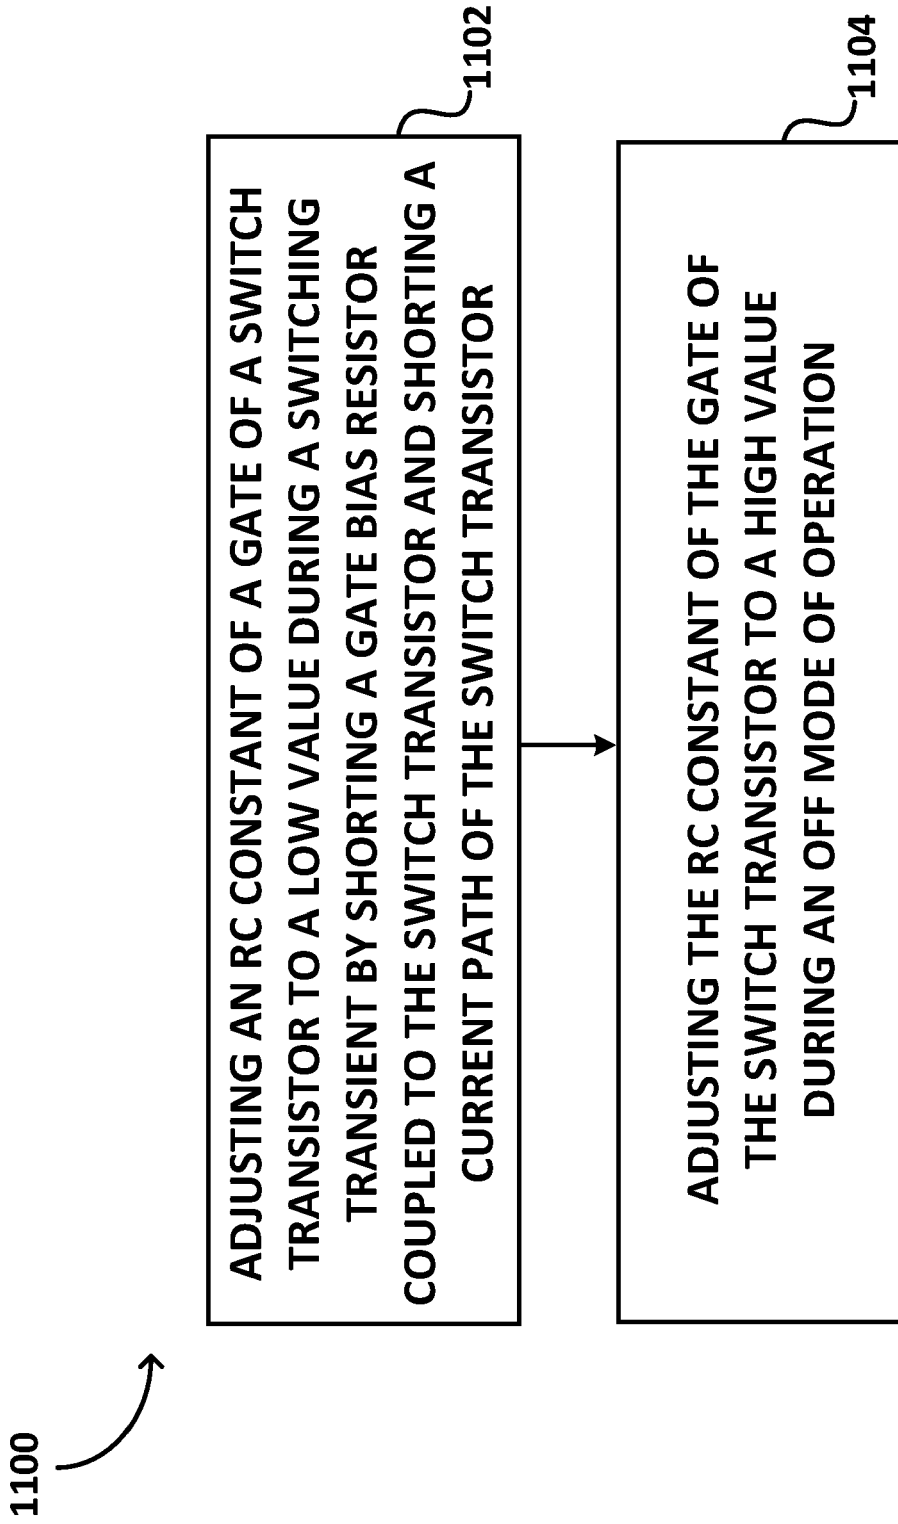 1100
ADJUSTING AN RC CONSTANT OF A GATE OF A SWITCH
TRANSISTOR TO A LOW VALUE DURING A SWITCHING
TRANSIENT BY SHORTING A GATE BIAS RESISTOR
COUPLED TO THE SWITCH TRANSISTOR AND SHORTING A
CURRENT PATH OF THE SWITCH TRANSISTOR
1102
ADJUSTING THE RC CONSTANT OF THE GATE OF
THE SWITCH TRANSISTOR TO A HIGH VALUE
DURING AN OFF MODE OF OPERATION
1104